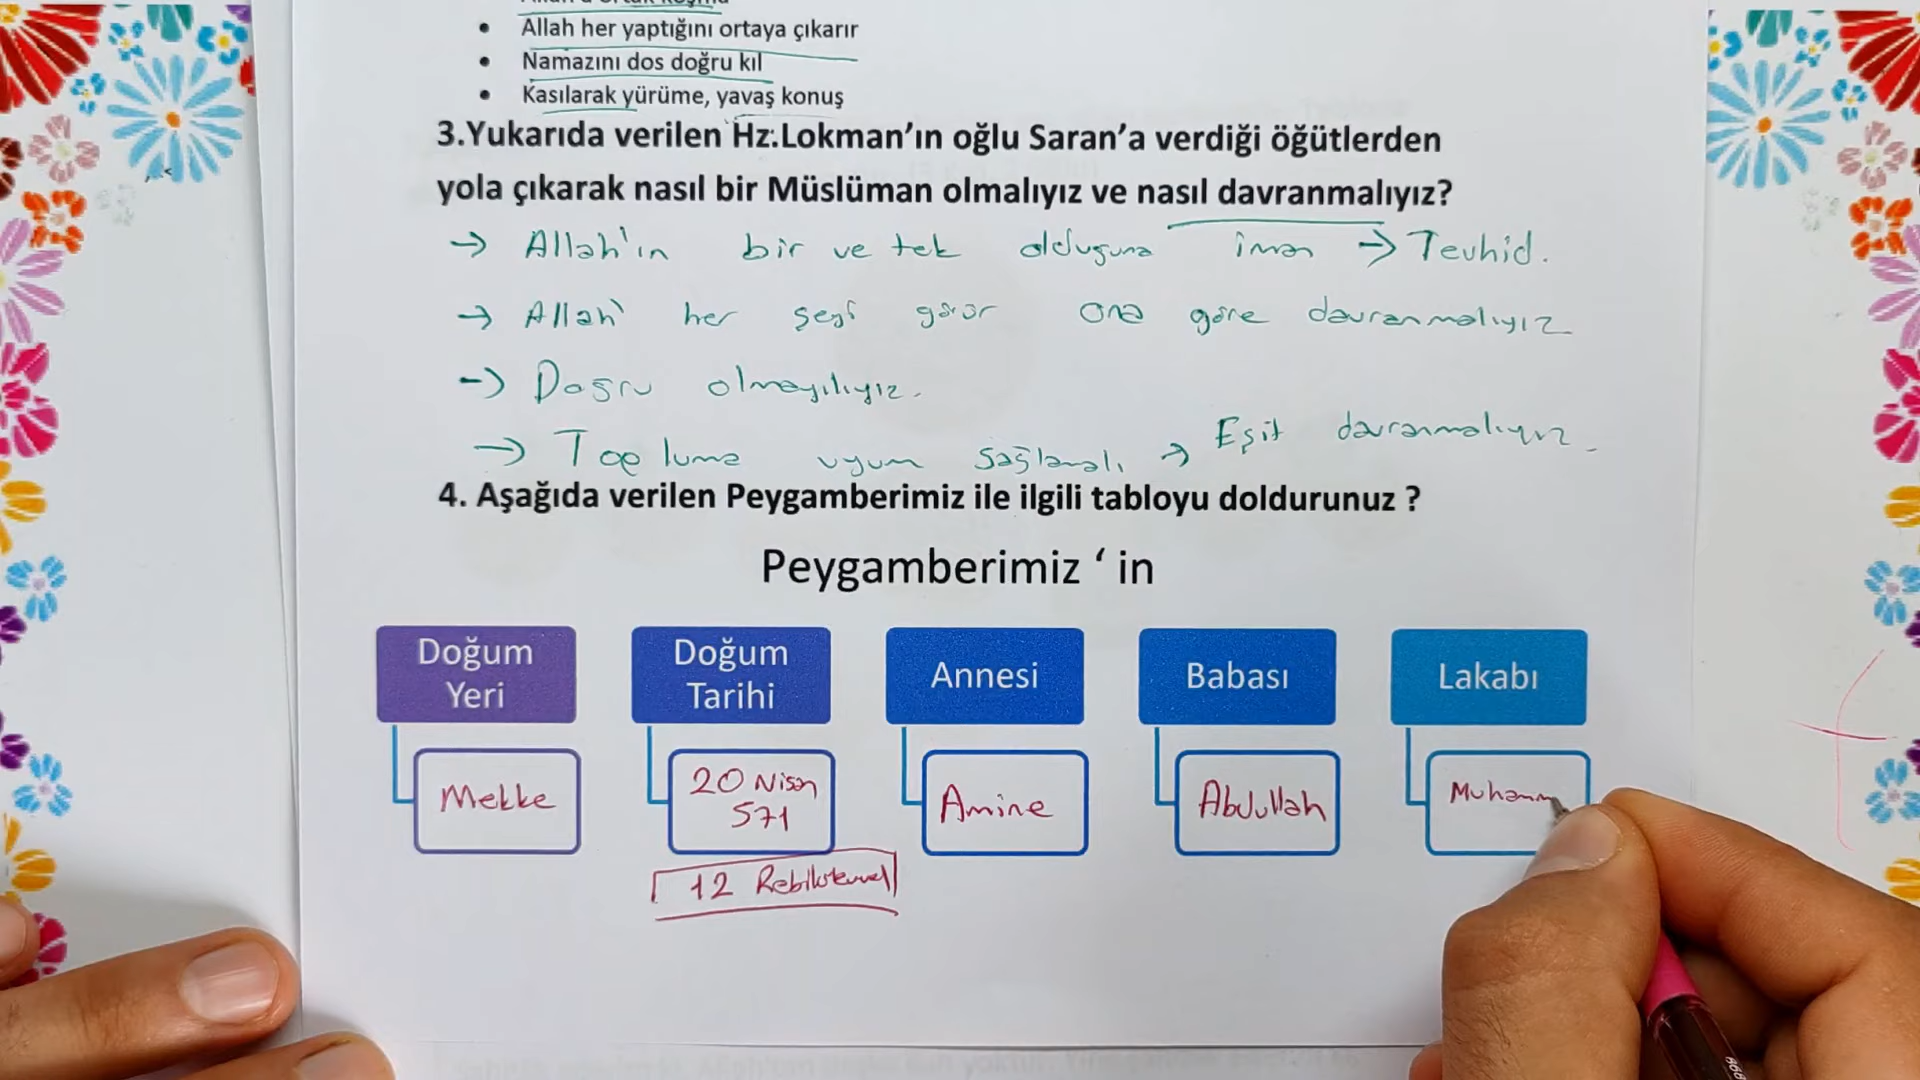 Allah her yaptığını ortaya çıkarır
Namazını dos doğru kıl
Kasılarak yürüme, yavaş konuş
3.Yukarıda verilen Hz.Lokman’ın oğlu Saran’a verdiği öğütlerden
yola çıkarak nasıl bir Müslüman olmalıyız ve nasıl davranmalıyız?
→ Allah'ın bir ve tek olduguna iman → Tevhid.
→ Allah' her şeyi görür ona göre davranmalıyız
→ Doğru olmayılıyız.
→ Topluma uyum sağlamalı → Eşit davranmalıyız.
4. Aşağıda verilen Peygamberimiz ile ilgili tabloyu doldurunuz ?
Peygamberimiz ‘ in
Doğum Yeri
Mekke
Doğum Tarihi
20 Nisan
571
12
Annesi
Amine
Babası
Abdullah
Lakabı
Muhamm